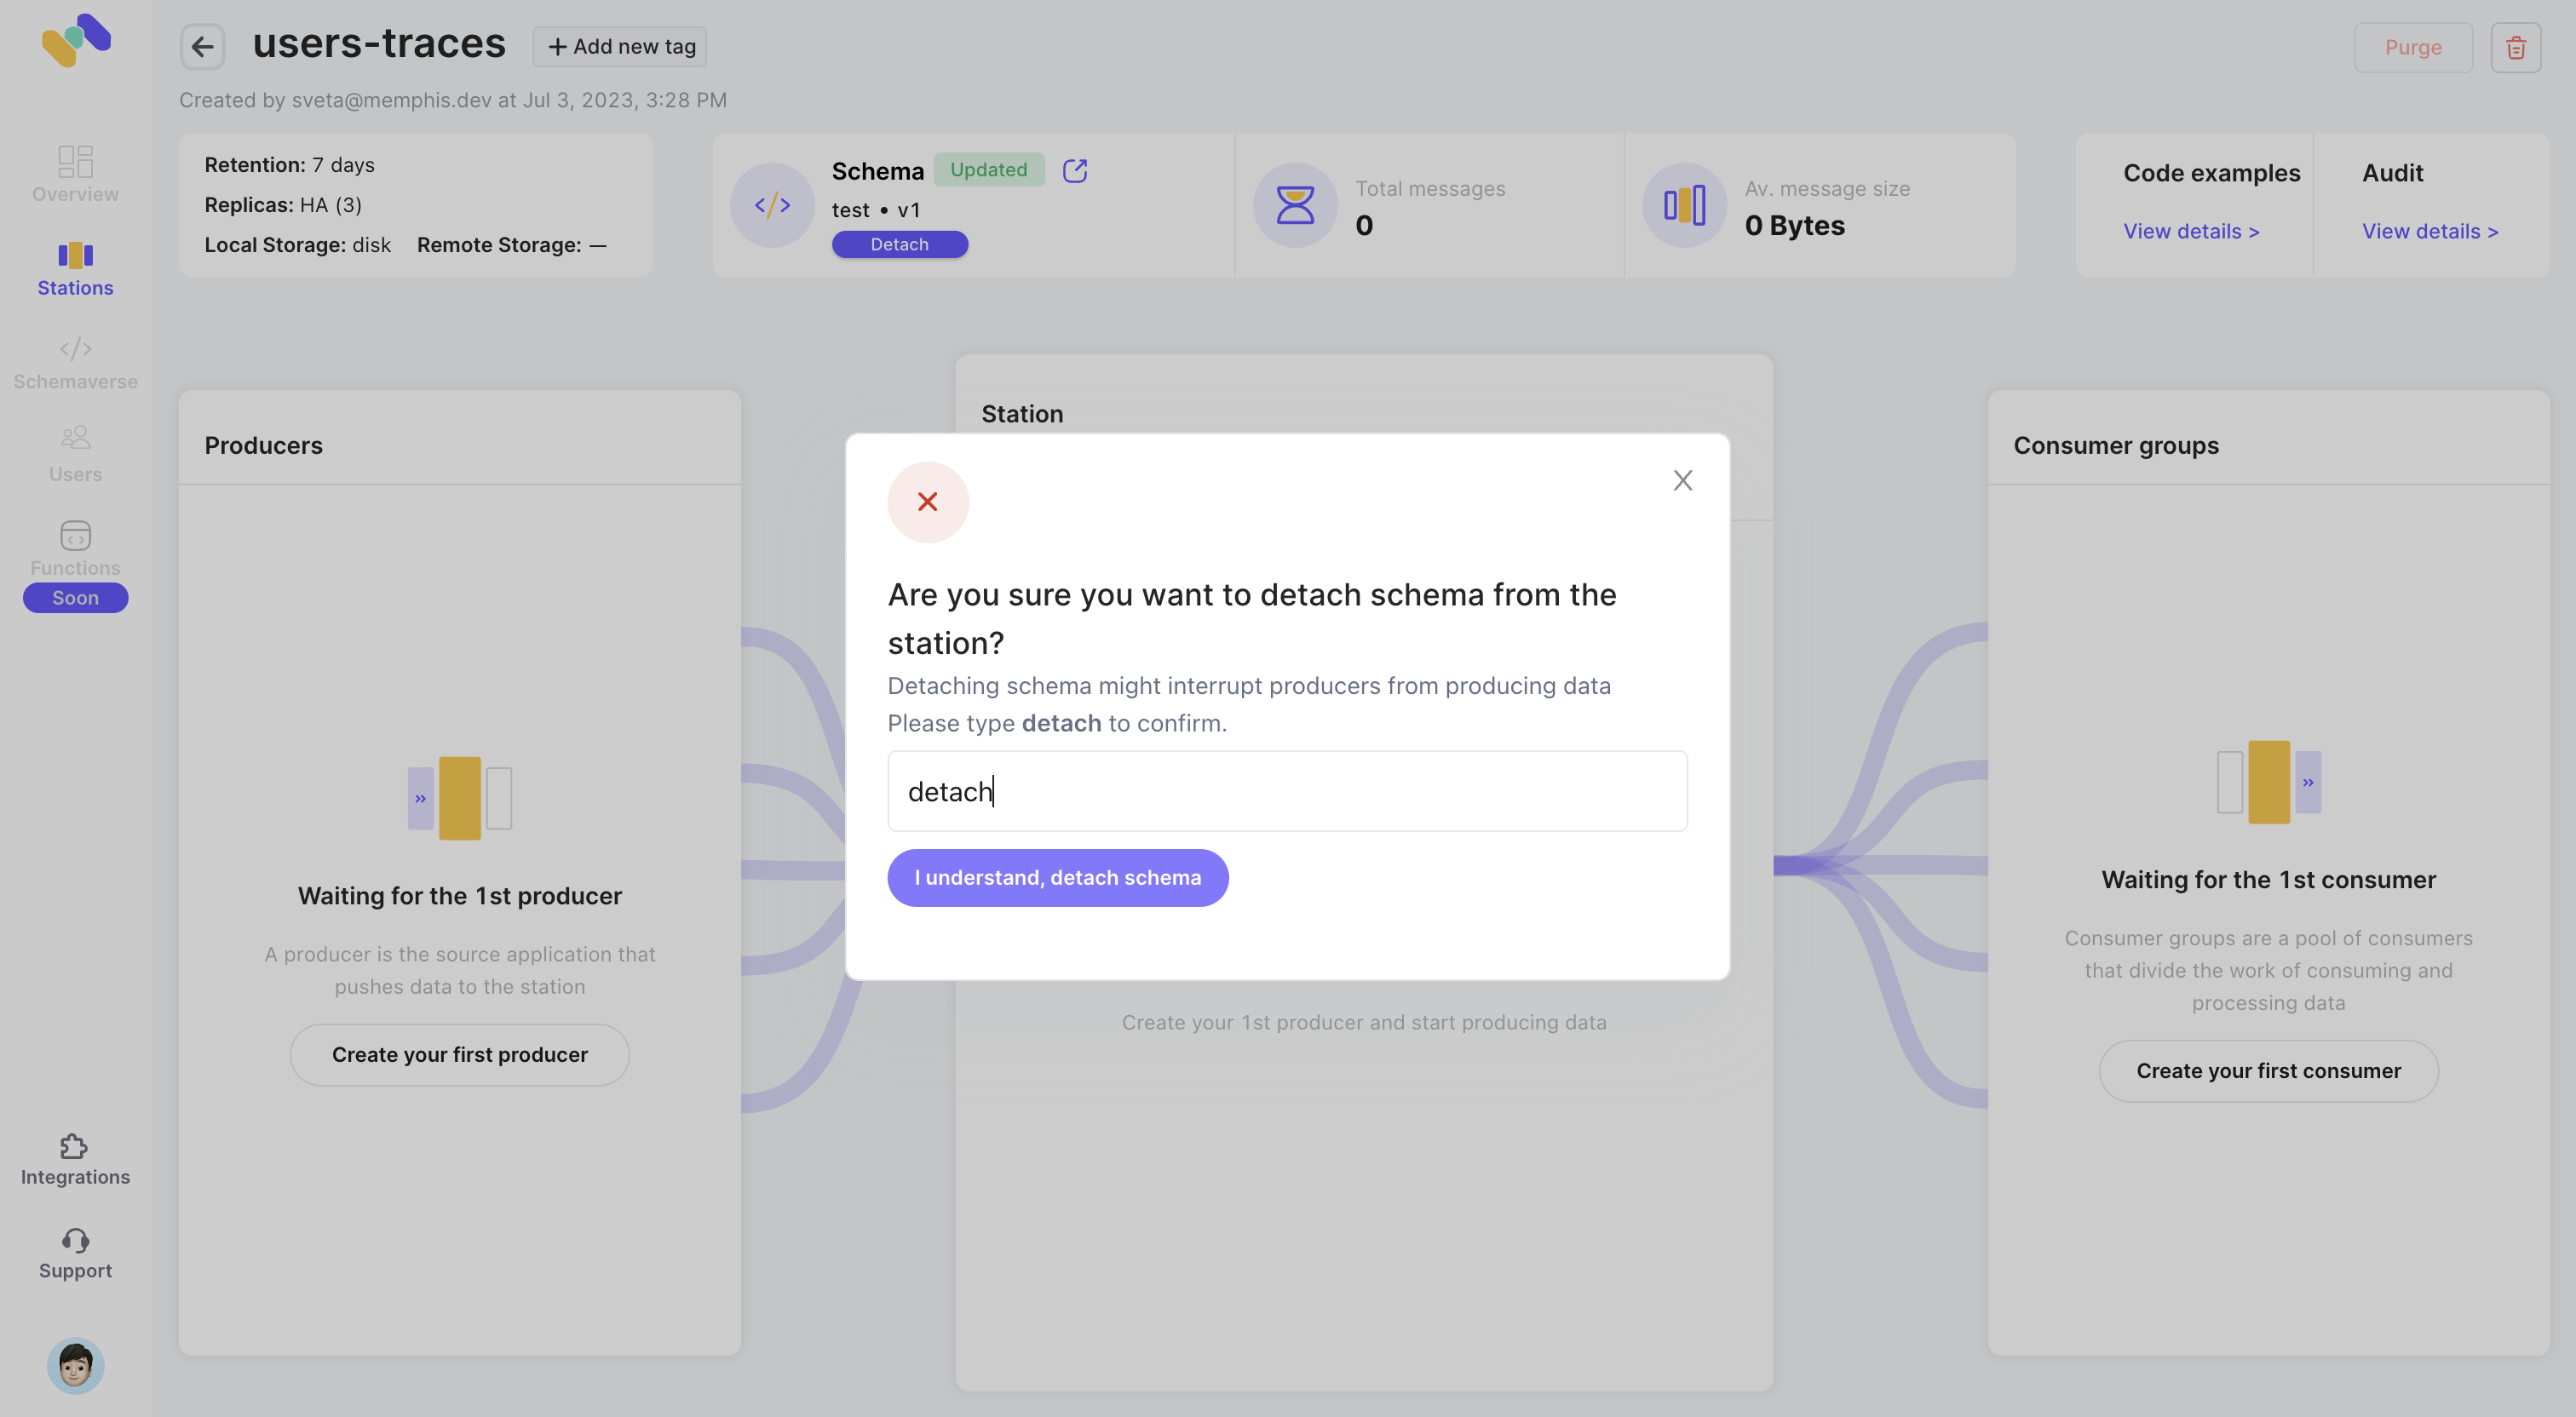 users-traces
+ Add new tag
Purge
Created by sveta@memphis.dev at Jul 3, 2023, 3:28 PM
Overview
Stations
Schemaverse
Users
Functions
Soon
Integrations
Support
Retention: 7 days
Replicas: HA (3)
Local Storage: disk Remote Storage: —
Schema Updated
test • v1
Detach
Total messages
0
Av. message size
0 Bytes
Code examples
View details >
Audit
View details >
Producers
Waiting for the 1st producer
A producer is the source application that
pushes data to the station
Create your first producer
Station
Are you sure you want to detach schema from the
station?
Detaching schema might interrupt producers from producing data
Please type detach to confirm.
detach
I understand, detach schema
Create your 1st producer and start producing data
Consumer groups
Waiting for the 1st consumer
Consumer groups are a pool of consumers
that divide the work of consuming and
processing data
Create your first consumer